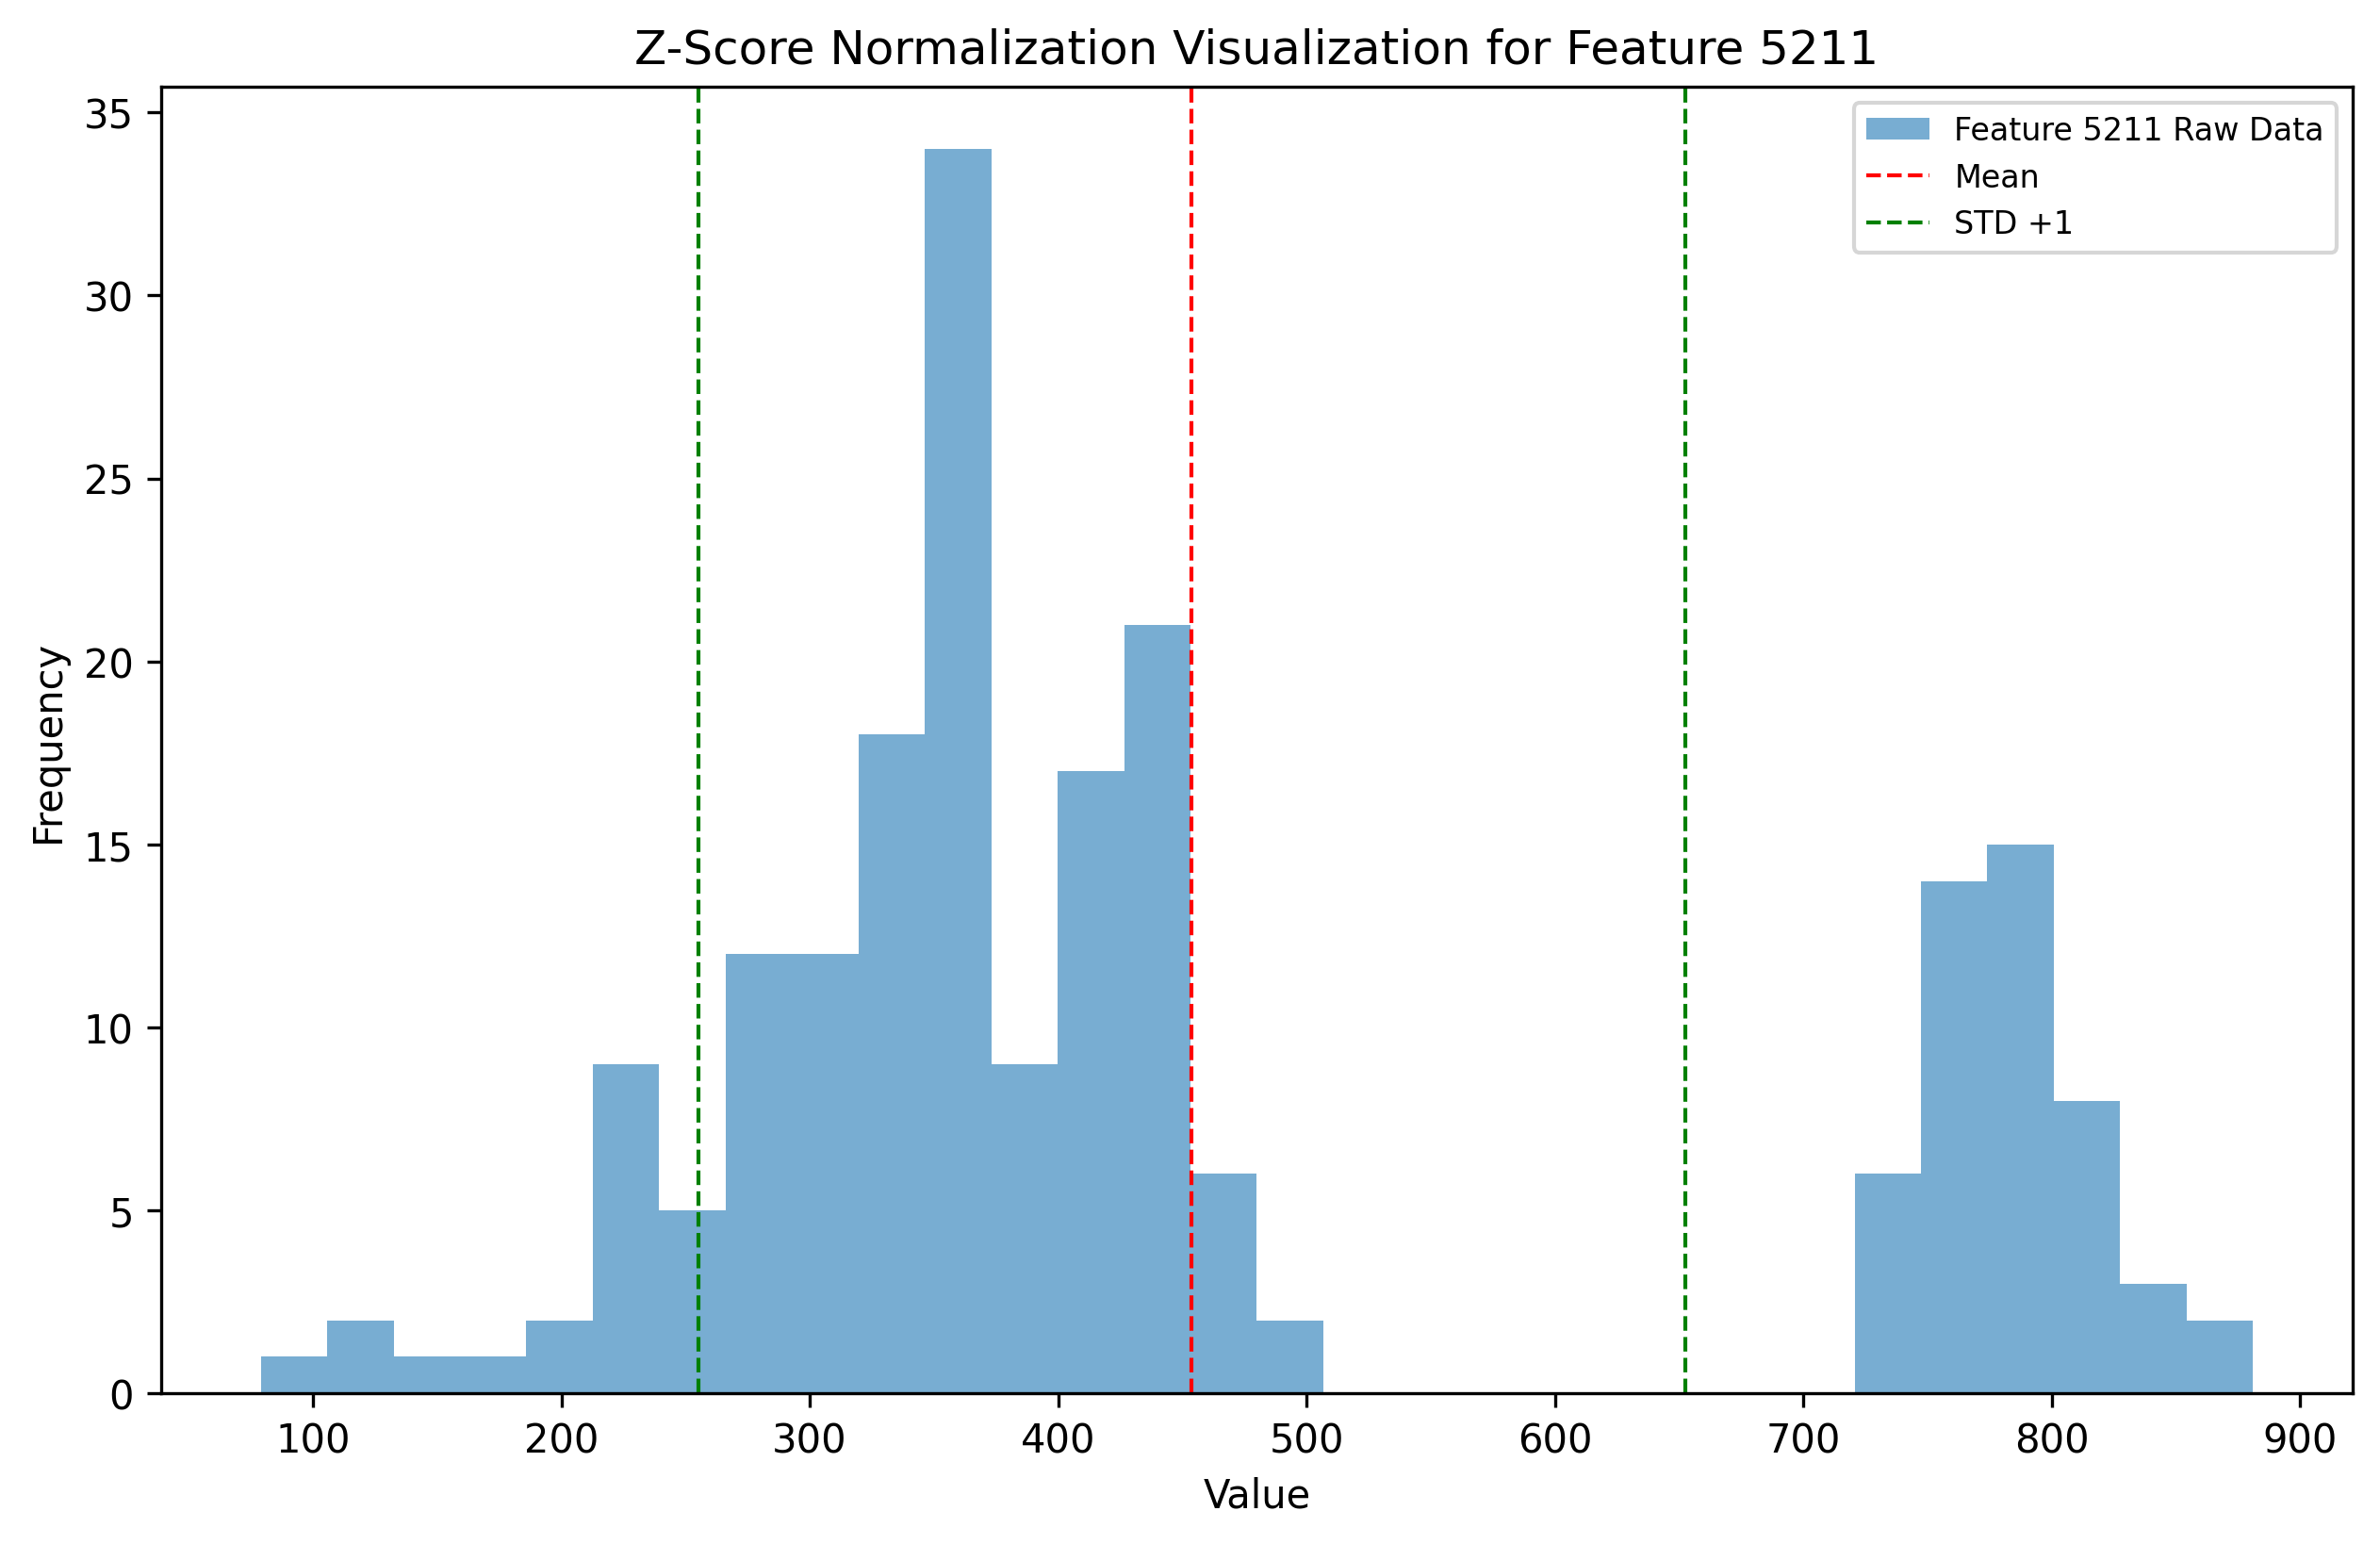 Z-Score Normalization Visualization for Feature 5211
Feature 5211 Raw Data
Mean
STD +1
35
30
25
20
15
10
5
0
Frequency
100 200 300 400 500 600 700 800 900
Value